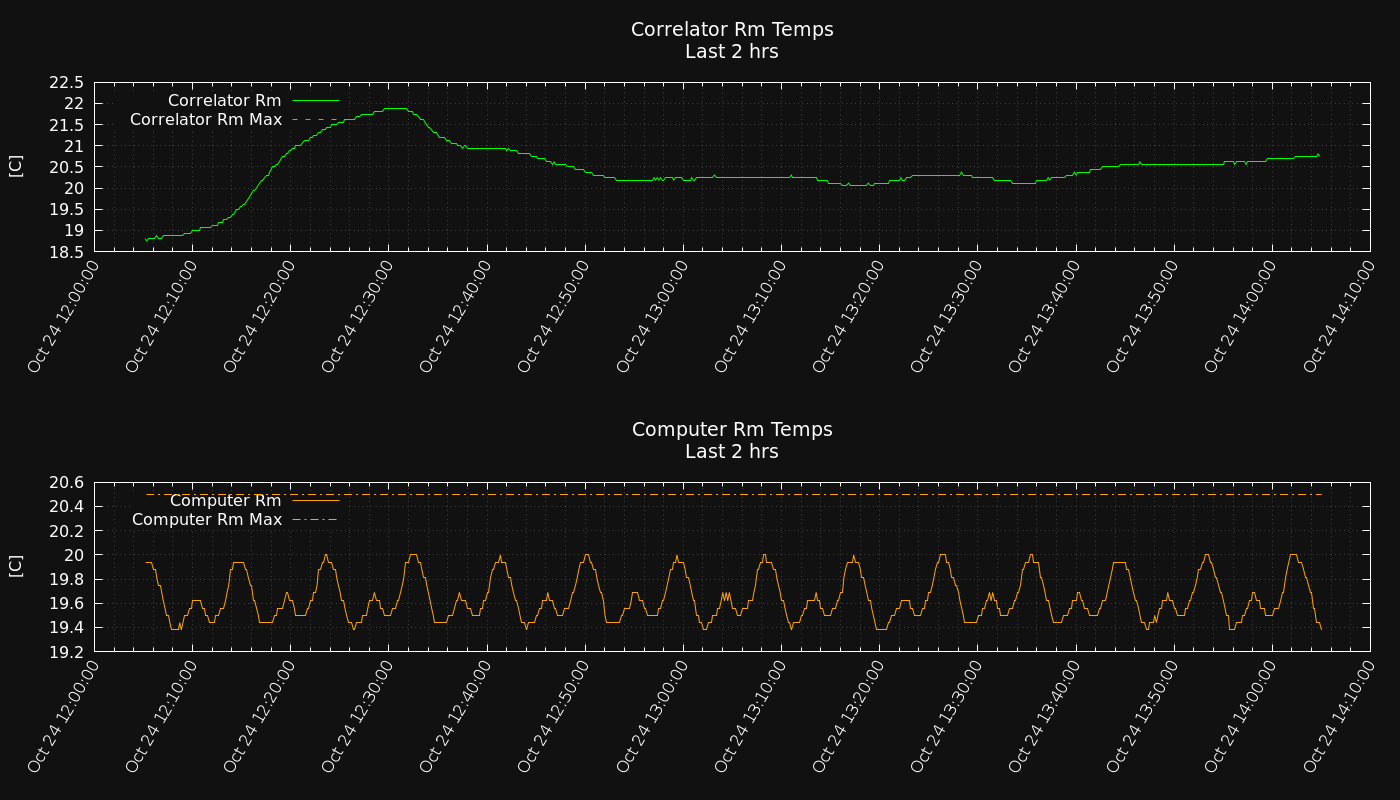 Correlator Rm Temps
Last 2 hrs
22.5
22
21.5
21
20.5
20
19.5
19
18.5
[C]
Correlator Rm
Correlator Rm Max
Oct 24 12:00:00
Oct 24 12:10:00
Oct 24 12:20:00
Oct 24 12:30:00
Oct 24 12:40:00
Oct 24 12:50:00
Oct 24 13:00:00
Oct 24 13:10:00
Oct 24 13:20:00
Oct 24 13:30:00
Oct 24 13:40:00
Oct 24 13:50:00
Oct 24 14:00:00
Oct 24 14:10:00
Computer Rm Temps
Last 2 hrs
20.6
20.4
20.2
20
19.8
19.6
19.4
19.2
[C]
Computer Rm
Computer Rm Max
Oct 24 12:00:00
Oct 24 12:10:00
Oct 24 12:20:00
Oct 24 12:30:00
Oct 24 12:40:00
Oct 24 12:50:00
Oct 24 13:00:00
Oct 24 13:10:00
Oct 24 13:20:00
Oct 24 13:30:00
Oct 24 13:40:00
Oct 24 13:50:00
Oct 24 14:00:00
Oct 24 14:10:00